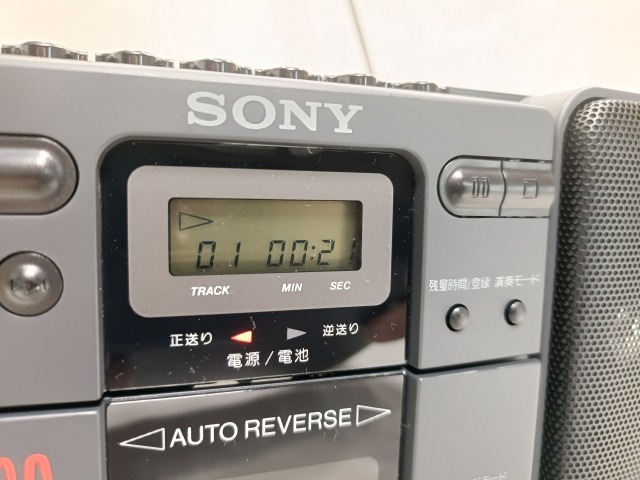 SONY
01 00:21
TRACK MIN SEC
残量時間/登録 演奏モード
正送り 逆送り
電源/電池
AUTO REVERSE